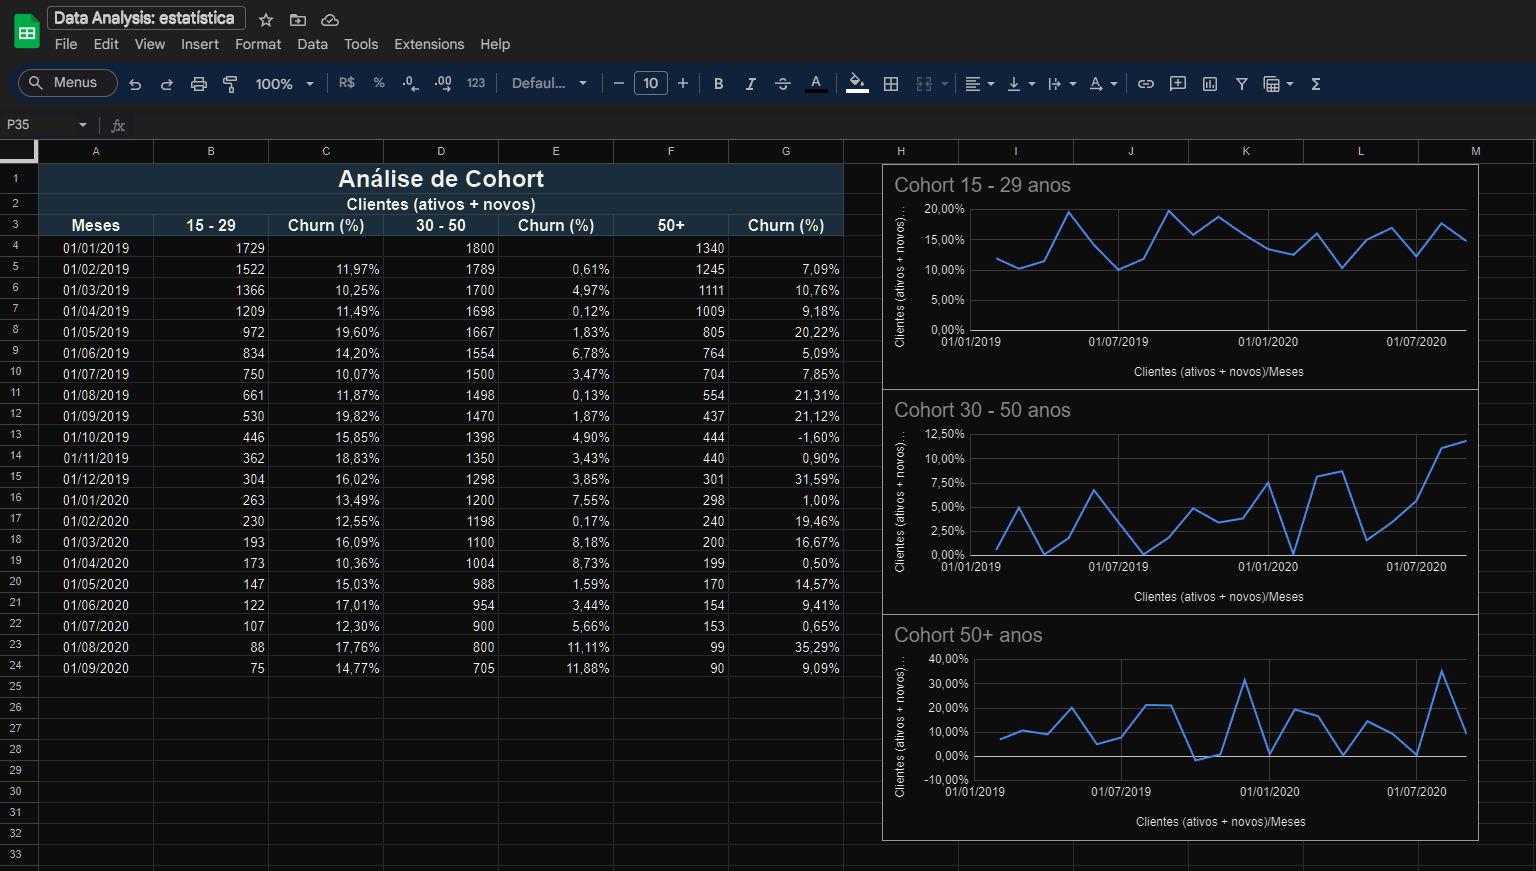 Data Analysis: estatística
File Edit View Insert Format Data Tools Extensions Help
Menus 100% R$ % .0 .00 123 Defaul... 10 B I A Σ
P35 fx
A B C D E F G H I J K L M
1 Análise de Cohort
2 Clientes (ativos + novos)
3 Meses 15 - 29 Churn (%) 30 - 50 Churn (%) 50+ Churn (%)
4 01/01/2019 1729 1800 1340
5 01/02/2019 1522 11,97% 1789 0,61% 1245 7,09%
6 01/03/2019 1366 10,25% 1700 4,97% 1111 10,76%
7 01/04/2019 1209 11,49% 1698 0,12% 1009 9,18%
8 01/05/2019 972 19,60% 1667 1,83% 805 20,22%
9 01/06/2019 834 14,20% 1554 6,78% 764 5,09%
10 01/07/2019 750 10,07% 1500 3,47% 704 7,85%
11 01/08/2019 661 11,87% 1498 0,13% 554 21,31%
12 01/09/2019 530 19,82% 1470 1,87% 437 21,12%
13 01/10/2019 446 15,85% 1398 4,90% 444 -1,60%
14 01/11/2019 362 18,83% 1350 3,43% 440 0,90%
15 01/12/2019 304 16,02% 1298 3,85% 301 31,59%
16 01/01/2020 263 13,49% 1200 7,55% 298 1,00%
17 01/02/2020 230 12,55% 1198 0,17% 240 19,46%
18 01/03/2020 193 16,09% 1100 8,18% 200 16,67%
19 01/04/2020 173 10,36% 1004 8,73% 199 0,50%
20 01/05/2020 147 15,03% 988 1,59% 170 14,57%
21 01/06/2020 122 17,01% 954 3,44% 154 9,41%
22 01/07/2020 107 12,30% 900 5,66% 153 0,65%
23 01/08/2020 88 17,76% 800 11,11% 99 35,29%
24 01/09/2020 75 14,77% 705 11,88% 90 9,09%
25
26
27
28
29
30
31
32
33
Cohort 15 - 29 anos
Clientes (ativos + novos)...
20,00%
15,00%
10,00%
5,00%
0,00%
01/01/2019 01/07/2019 01/01/2020 01/07/2020
Clientes (ativos + novos)/Meses
Cohort 30 - 50 anos
Clientes (ativos + novos)...
12,50%
10,00%
7,50%
5,00%
2,50%
0,00%
01/01/2019 01/07/2019 01/01/2020 01/07/2020
Clientes (ativos + novos)/Meses
Cohort 50+ anos
Clientes (ativos + novos)...
40,00%
30,00%
20,00%
10,00%
0,00%
-10,00%
01/01/2019 01/07/2019 01/01/2020 01/07/2020
Clientes (ativos + novos)/Meses